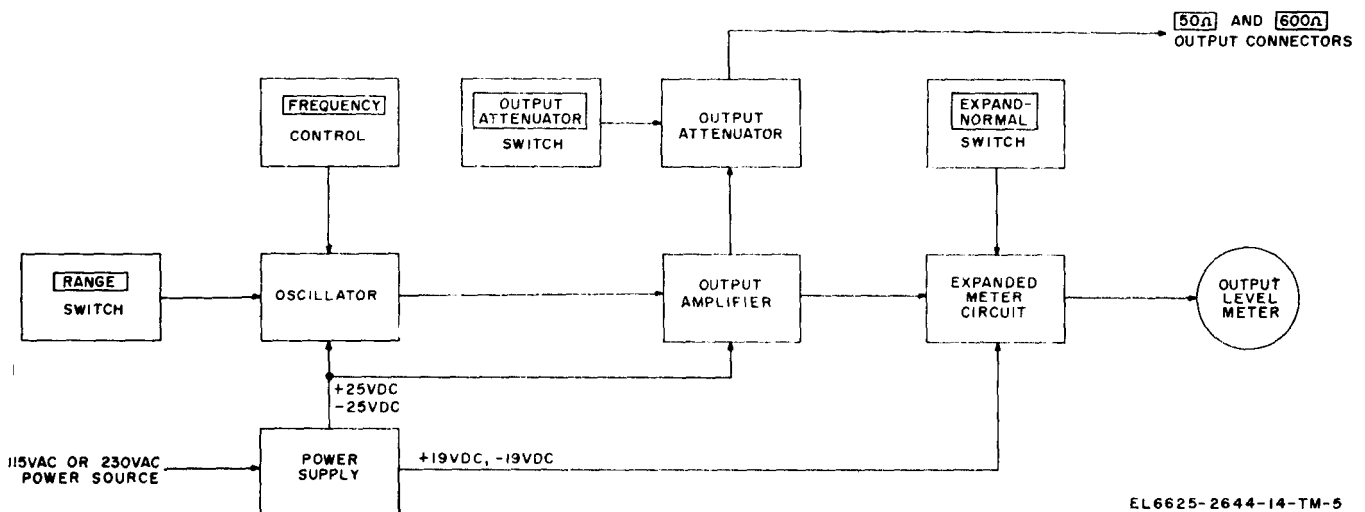 50Ω AND 600Ω
OUTPUT CONNECTORS
FREQUENCY
CONTROL
OUTPUT
ATTENUATOR
SWITCH
OUTPUT
ATTENUATOR
EXPAND-
NORMAL
SWITCH
RANGE
SWITCH
OSCILLATOR
OUTPUT
AMPLIFIER
EXPANDED
METER
CIRCUIT
OUTPUT
LEVEL
METER
+25VDC
-25VDC
115VAC OR 230VAC
POWER SOURCE
POWER
SUPPLY
+19VDC, -19VDC
EL6625-2644-14-TM-5